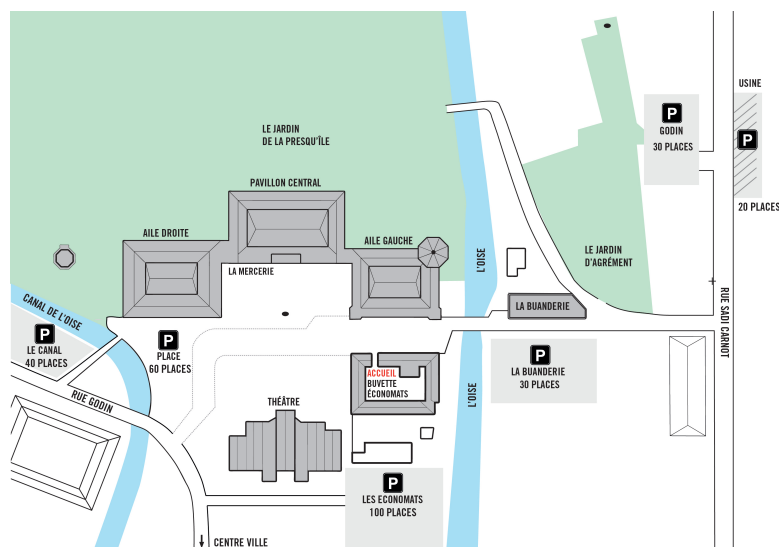 USINE
P
GODIN
30 PLACES
P
20 PLACES
LE JARDIN
DE LA PRESQU'ÎLE
PAVILLON CENTRAL
AILE DROITE
AILE GAUCHE
LE JARDIN
D'AGRÉMENT
L'OISE
LA MERCERIE
CANAL DE L'OISE
LA BUANDERIE
RUE SADI CARNOT
P
LE CANAL
40 PLACES
P
PLACE
60 PLACES
P
LA BUANDERIE
30 PLACES
ACCUEIL
BUVETTE
ÉCONOMATS
L'OISE
RUE GODIN
THÉÂTRE
P
LES ECONOMATS
100 PLACES
CENTRE VILLE